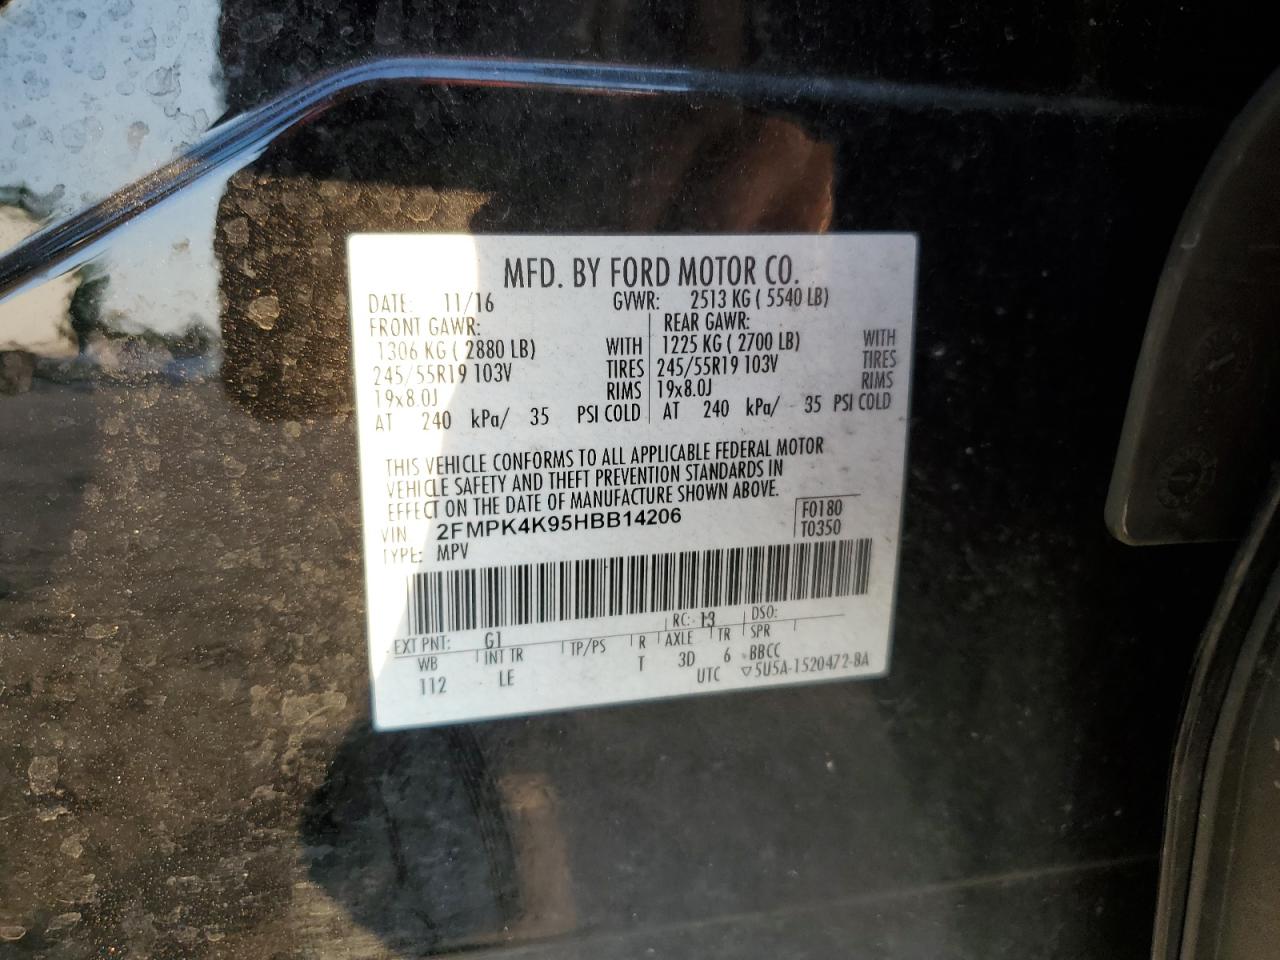 MFD. BY FORD MOTOR CO.
DATE: 11/16 GVWR: 2513 KG ( 5540 LB)
FRONT GAWR: REAR GAWR:
1306 KG ( 2880 LB) WITH 1225 KG ( 2700 LB) WITH
245/55R19 103V TIRES 245/55R19 103V TIRES
19x8.0J RIMS 19x8.0J RIMS
AT 240 kPa/ 35 PSI COLD AT 240 kPa/ 35 PSI COLD
THIS VEHICLE CONFORMS TO ALL APPLICABLE FEDERAL MOTOR
VEHICLE SAFETY AND THEFT PREVENTION STANDARDS IN
EFFECT ON THE DATE OF MANUFACTURE SHOWN ABOVE.
VIN 2FMPK4K95HBB14206 F0180
TYPE: MPV T0350
EXT PNT: G1 RC: 13 DSO:
WB INT TR TP/PS R AXLE TR SPR
112 LE T 3D 6 BBCC
UTC ▽5U5A-1520472-BA